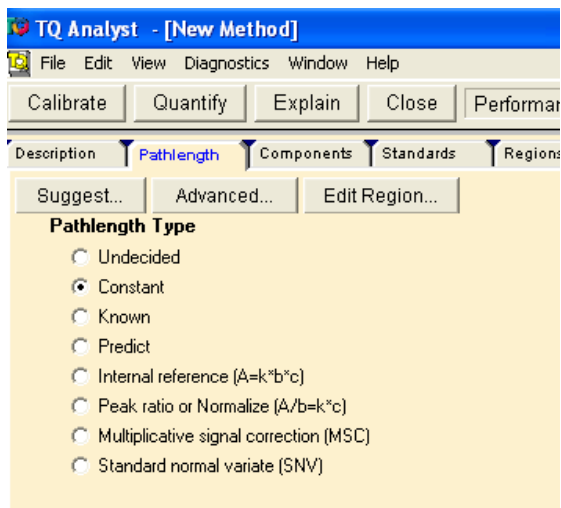 TQ Analyst - [New Method]
File Edit View Diagnostics Window Help
Calibrate Quantify Explain Close Performan
Description Pathlength Components Standards Regions
Suggest... Advanced... Edit Region...
Pathlength Type
Undecided
Constant
Known
Predict
Internal reference (A=k*b*c)
Peak ratio or Normalize (A/b=k*c)
Multiplicative signal correction (MSC)
Standard normal variate (SNV)